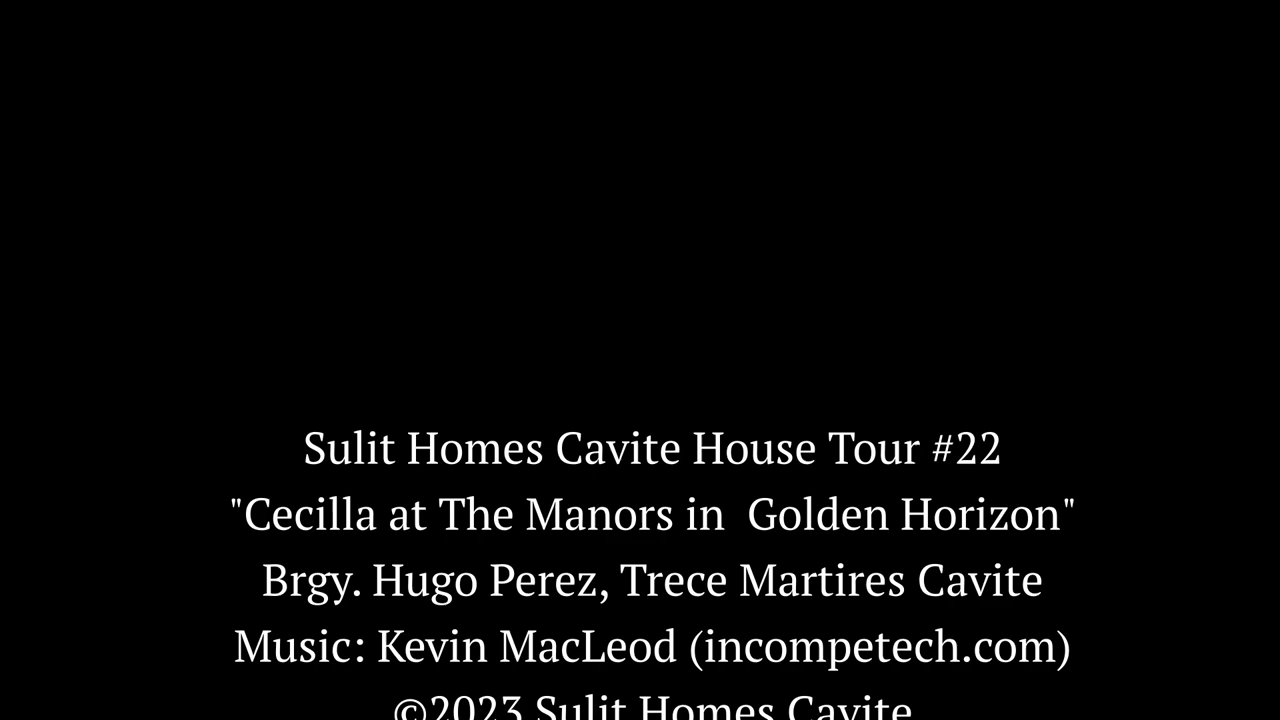 Sulit Homes Cavite House Tour #22
"Cecilla at The Manors in  Golden Horizon"
Brgy. Hugo Perez, Trece Martires Cavite
Music: Kevin MacLeod (incompetech.com)
©2023 Sulit Homes Cavite